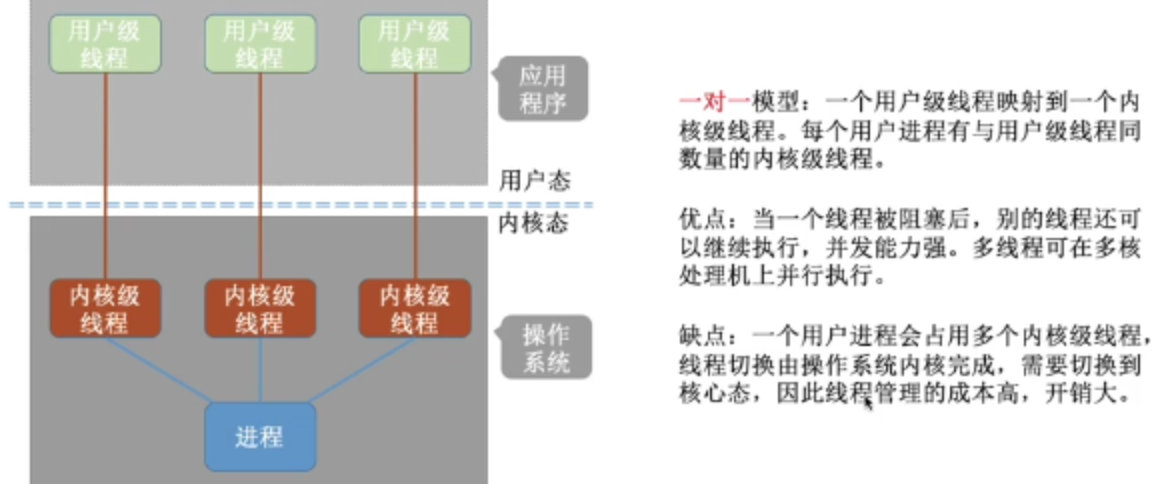 用户级
线程
用户级
线程
用户级
线程
应用
程序
用户态
内核态
内核级
线程
内核级
线程
内核级
线程
操作
系统
进程
一对一模型：一个用户级线程映射到一个内
核级线程。每个用户进程有与用户级线程同
数量的内核级线程。
优点：当一个线程被阻塞后，别的线程还可
以继续执行，并发能力强。多线程可在多核
处理机上并行执行。
缺点：一个用户进程会占用多个内核级线程，
线程切换由操作系统内核完成，需要切换到
核心态，因此线程管理的成本高，开销大。